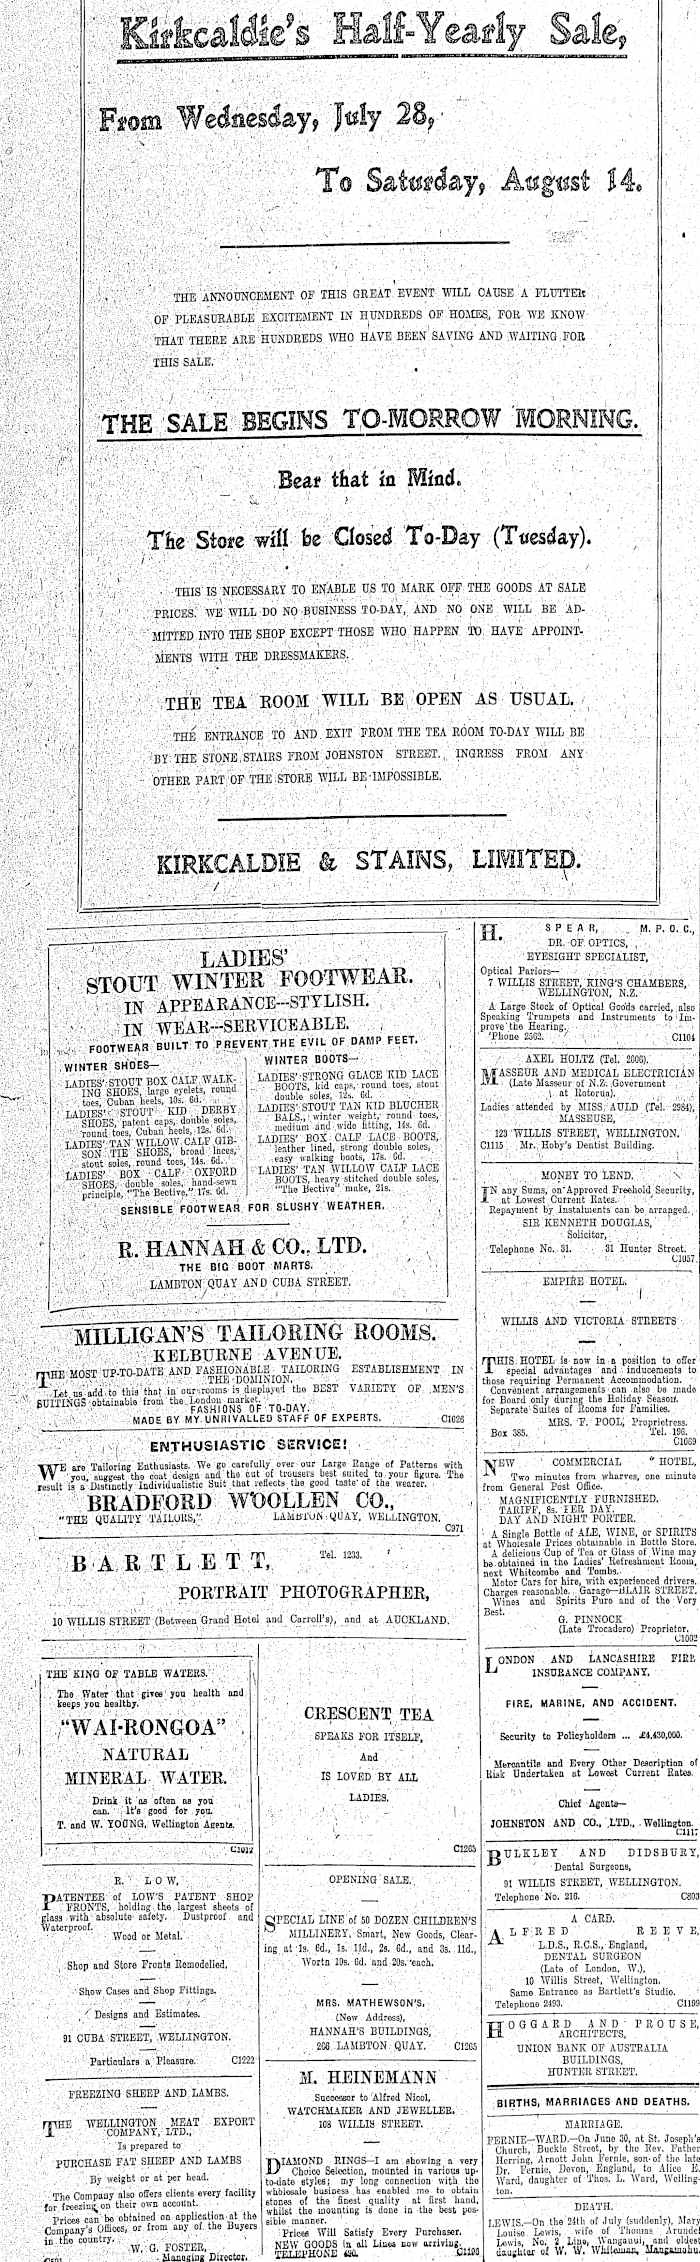 Kirkcaldie's Half-Yearly Sale,
From Wednesday, July 28,
To Saturday, August 14.
THE ANNOUNCEMENT OF THIS GREAT EVENT WILL CAUSE A FLUTTER
OF PLEASURABLE EXCITEMENT IN HUNDREDS OF HOMES, FOR WE KNOW
THAT THERE ARE HUNDREDS WHO HAVE BEEN SAVING AND WAITING FOR
THIS SALE.
THE SALE BEGINS TO-MORROW MORNING.
Bear that in Mind.
The Store will be Closed To-Day (Tuesday).
THIS IS NECESSARY TO ENABLE US TO MARK OFF THE GOODS AT SALE
PRICES. WE WILL DO NO BUSINESS TO-DAY, AND NO ONE WILL BE AD-
MITTED INTO THE SHOP EXCEPT THOSE WHO HAPPEN TO HAVE APPOINT-
MENTS WITH THE DRESSMAKERS.
THE TEA ROOM WILL BE OPEN AS USUAL.
THE ENTRANCE TO AND EXIT FROM THE TEA ROOM TO-DAY WILL BE
BY THE STONE STAIRS FROM JOHNSTON STREET. INGRESS FROM ANY
OTHER PART OF THE STORE WILL BE IMPOSSIBLE.
KIRKCALDIE & STAINS, LIMITED.
LADIES'
STOUT WINTER FOOTWEAR.
IN APPEARANCE---STYLISH.
IN WEAR---SERVICEABLE.
FOOTWEAR BUILT TO PREVENT THE EVIL OF DAMP FEET.
WINTER SHOES—
LADIES' STOUT BOX CALF WALK-
ING SHOES, large eyelets, round
toes, Cuban heels, 10s. 6d.
LADIES' STOUT KID DERBY
SHOES, patent caps, double soles,
round toes, Cuban heels, 12s. 6d.
LADIES' TAN WILLOW CALF GIB-
SON TIE SHOES, broad laces,
stout soles, round toes, 14s. 6d.
LADIES' BOX CALF OXFORD
SHOES, double soles, hand-sewn
principle, "The Bective," 17s. 6d.
WINTER BOOTS—
LADIES' STRONG GLACE KID LACE
BOOTS, kid caps, round toes, stout
double soles, 12s. 6d.
LADIES' STOUT TAN KID BLUCHER
BALS., winter weight, round toes,
medium and wide fitting, 14s. 6d.
LADIES' BOX CALF LACE BOOTS,
leather lined, strong double soles,
easy walking boots, 17s. 6d.
LADIES' TAN WILLOW CALF LACE
BOOTS, heavy stitched double soles,
"The Bective" make, 21s.
SENSIBLE FOOTWEAR FOR SLUSHY WEATHER.
R. HANNAH & CO., LTD.
THE BIG BOOT MARTS.
LAMBTON QUAY AND CUBA STREET.
MILLIGAN'S TAILORING ROOMS.
KELBURNE AVENUE.
THE MOST UP-TO-DATE AND FASHIONABLE TAILORING ESTABLISHMENT IN
THE DOMINION.
Let us add to this that in our rooms is displayed the BEST VARIETY OF MEN'S
SUITINGS obtainable from the London market.
FASHIONS OF TO-DAY.
MADE BY MY UNRIVALLED STAFF OF EXPERTS. C1026
ENTHUSIASTIC SERVICE!
WE are Tailoring Enthusiasts. We go carefully over our Large Range of Patterns with
you, suggest the coat design and the cut of trousers best suited to your figure. The
result is a Distinctly Individualistic Suit that reflects the good taste of the wearer.
BRADFORD WOOLLEN CO.,
"THE QUALITY TAILORS," LAMBTON QUAY, WELLINGTON.
C971
BARTLETT, Tel. 1233.
PORTRAIT PHOTOGRAPHER,
10 WILLIS STREET (Between Grand Hotel and Carroll's), and at AUCKLAND.
THE KING OF TABLE WATERS.
The Water that gives you health and
keeps you healthy.
"WAI-RONGOA"
NATURAL
MINERAL WATER.
Drink it as often as you
can. It's good for you.
T. and W. YOUNG, Wellington Agents.
C1012
R. LOW,
PATENTEE of LOW'S PATENT SHOP
FRONTS, holding the largest sheets of
glass with absolute safety. Dustproof and
Waterproof.
Wood or Metal.
Shop and Store Fronts Remodelled,
Show Cases and Shop Fittings.
Designs and Estimates.
91 CUBA STREET, WELLINGTON.
Particulars a Pleasure. C1222
FREEZING SHEEP AND LAMBS.
THE WELLINGTON MEAT EXPORT
COMPANY, LTD.,
Is prepared to
PURCHASE FAT SHEEP AND LAMBS
By weight or at per head.
The Company also offers clients every facility
for freezing on their own account.
Prices can be obtained on application at the
Company's Offices, or from any of the Buyers
in the country.
W. G. FOSTER,
Managing Director.
CRESCENT TEA
SPEAKS FOR ITSELF,
And
IS LOVED BY ALL
LADIES.
C1265
OPENING SALE.
SPECIAL LINE of 50 DOZEN CHILDREN'S
MILLINERY, Smart, New Goods, Clear-
ing at 1s. 6d., 1s. 11d., 2s. 6d., and 3s. 11d.,
Worth 10s. 6d. and 20s. each.
MRS. MATHEWSON'S,
(New Address),
HANNAH'S BUILDINGS,
266 LAMBTON QUAY. C1265
M. HEINEMANN
Successor to Alfred Nicol,
WATCHMAKER AND JEWELLER.
108 WILLIS STREET.
DIAMOND RINGS—I am showing a very
Choice Selection, mounted in various up-
to-date styles; my long connection with the
wholesale business has enabled me to obtain
stones of the finest quality at first hand,
whilst the mounting is done in the best pos-
sible manner.
Prices Will Satisfy Every Purchaser.
NEW GOODS in all Lines now arriving.
TELEPHONE C1196
H. SPEAR, M.P.O.C.,
DR. OF OPTICS,
EYESIGHT SPECIALIST,
Optical Parlors—
7 WILLIS STREET, KING'S CHAMBERS,
WELLINGTON, N.Z.
A Large Stock of Optical Goods carried, also
Speaking Trumpets and Instruments to Im-
prove the Hearing.
'Phone 2562. C1104
AXEL HOLTZ (Tel. 2006).
MASSEUR AND MEDICAL ELECTRICIAN
(Late Masseur of N.Z. Government
at Rotorua).
Ladies attended by MISS AULD (Tel. 2984),
MASSEUSE,
123 WILLIS STREET, WELLINGTON.
C1115 Mr. Hoby's Dentist Building.
MONEY TO LEND.
IN any Sums, on Approved Freehold Security,
at Lowest Current Rates.
Repayment by Instalments can be arranged.
SIR KENNETH DOUGLAS,
Solicitor,
Telephone No. 31. 31 Hunter Street.
C1057
EMPIRE HOTEL.
WILLIS AND VICTORIA STREETS
THIS HOTEL is now in a position to offer
special advantages and inducements to
those requiring Permanent Accommodation.
Convenient arrangements can also be made
for Board only during the Holiday Season.
Separate Suites of Rooms for Families.
MRS. F. POOL, Proprietress.
Box 385. Tel. 196.
C1069
NEW COMMERCIAL HOTEL,
Two minutes from wharves, one minute
from General Post Office.
MAGNIFICENTLY FURNISHED.
TARIFF, 8s. PER DAY.
DAY AND NIGHT PORTER.
A Single Bottle of ALE, WINE, or SPIRITS
at Wholesale Prices obtainable in Bottle Store.
A delicious Cup of Tea or Glass of Wine may
be obtained in the Ladies' Refreshment Room,
next Whitcombe and Tombs.
Motor Cars for hire, with experienced drivers.
Charges reasonable. Garage—BLAIR STREET.
Wines and Spirits Pure and of the Very
Best.
G. PINNOCK
(Late Trocadero) Proprietor.
C1002
LONDON AND LANCASHIRE FIRE
INSURANCE COMPANY.
FIRE, MARINE, AND ACCIDENT.
Security to Policyholders ... £4,430,000.
Mercantile and Every Other Description of
Risk Undertaken at Lowest Current Rates.
Chief Agents—
JOHNSTON AND CO., LTD., Wellington.
C1117
BULKLEY AND DIDSBURY,
Dental Surgeons,
91 WILLIS STREET, WELLINGTON.
Telephone No. 216. C803
A CARD.
ALFRED REEVE,
L.D.S., R.C.S., England,
DENTAL SURGEON
(Late of London, W.),
10 Willis Street, Wellington.
Same Entrance as Bartlett's Studio.
Telephone 2493. C1199
HOGGARD AND PROUSE,
ARCHITECTS,
UNION BANK OF AUSTRALIA
BUILDINGS,
HUNTER STREET.
BIRTHS, MARRIAGES AND DEATHS.
MARRIAGE.
FERNIE—WARD.—On June 30, at St. Joseph's
Church, Buckle Street, by the Rev. Father
Herring, Arnott John Fernie, son of the late
Dr. Fernie, Devon, England, to Alice E.
Ward, daughter of Thos. L. Ward, Welling-
ton.
DEATH.
LEWIS.—On the 24th of July (suddenly), Mary
Louise Lewis, wife of Thomas Arundel
Lewis, No. 2 Line, Wanganui, and eldest
daughter of W. W. Whiteman, Mangamahu.